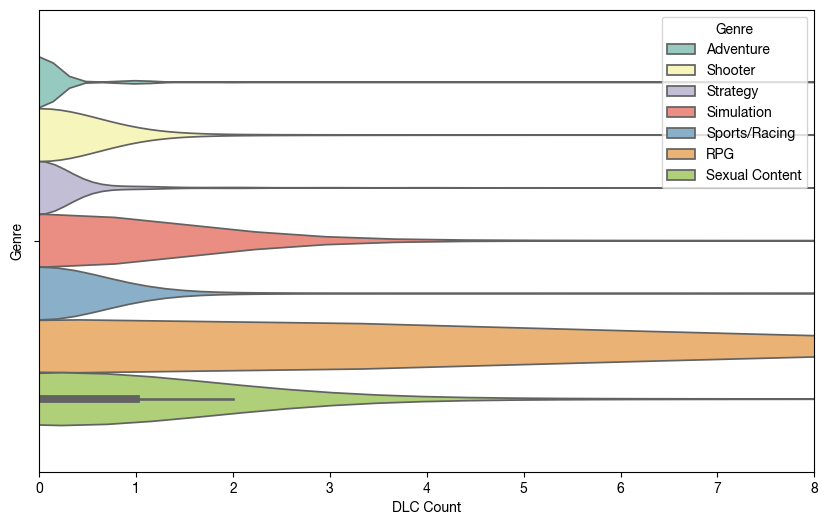 Genre
Adventure
Shooter
Strategy
Simulation
Sports/Racing
RPG
Sexual Content
Genre
0 1 2 3 4 5 6 7 8
DLC Count